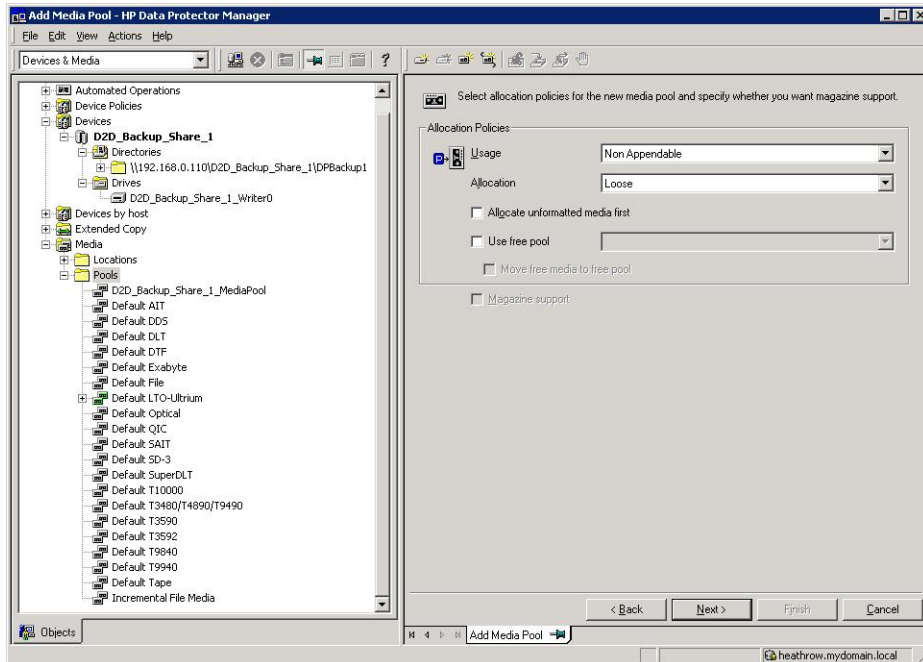 Add Media Pool - HP Data Protector Manager
File Edit View Actions Help
Devices & Media
Automated Operations
Device Policies
Devices
D2D_Backup_Share_1
Directories
\\192.168.0.110\D2D_Backup_Share_1\DPBackup1
Drives
D2D_Backup_Share_1_Writer0
Devices by host
Extended Copy
Media
Locations
Pools
D2D_Backup_Share_1_MediaPool
Default AIT
Default DDS
Default DLT
Default DTF
Default Exabyte
Default File
Default LTO-Ultrium
Default Optical
Default QIC
Default SAIT
Default SD-3
Default SuperDLT
Default T10000
Default T3480/T4890/T9490
Default T3590
Default T3592
Default T9840
Default T9940
Default Tape
Incremental File Media
Objects
Select allocation policies for the new media pool and specify whether you want magazine support.
Allocation Policies
Usage Non Appendable
Allocation Loose
Allocate unformatted media first
Use free pool
Move free media to free pool
Magazine support
< Back Next > Finish Cancel
Add Media Pool
heathrow.mydomain.local